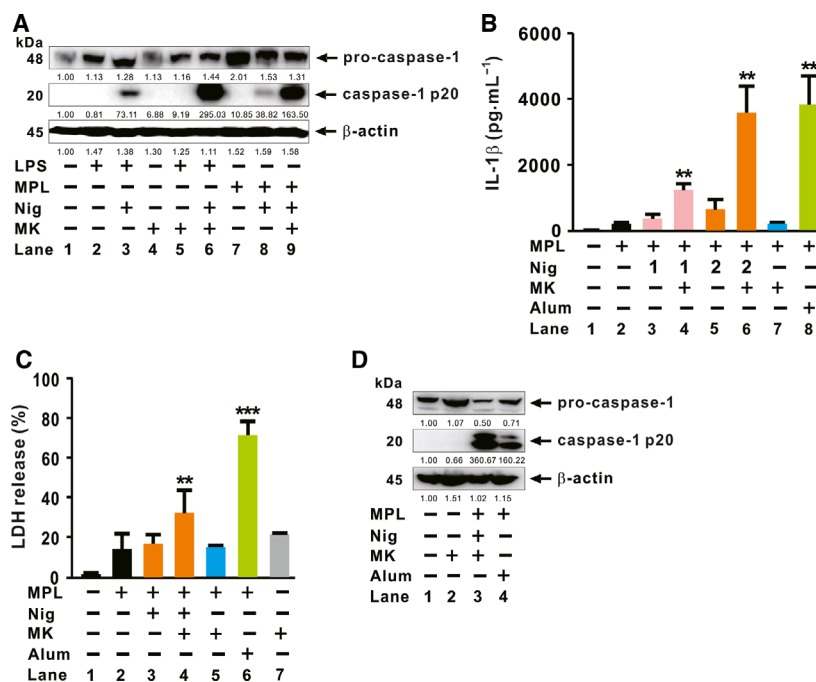 A
kDa
48 pro-caspase-1
1.00 1.13 1.28 1.13 1.16 1.44 2.01 1.53 1.31
20 caspase-1 p20
1.00 0.81 73.11 6.88 9.19 295.03 10.85 38.82 163.50
45 β-actin
1.00 1.47 1.38 1.30 1.25 1.11 1.52 1.59 1.58
LPS − + + − + + − − −
MPL − − − − − − + + +
Nig − − + − − + − + +
MK − − − + + + − − +
Lane 1 2 3 4 5 6 7 8 9
B
IL-1β (pg·mL⁻¹)
6000
4000
2000
0
** ** **
MPL − + + + + + + +
Nig − − 1 1 2 2 − −
MK − − − + − + + −
Alum − − − − − − − +
Lane 1 2 3 4 5 6 7 8
C
LDH release (%)
100
80
60
40
20
0
** ***
MPL − + + + + + −
Nig − − + + − − −
MK − − − + + − +
Alum − − − − − + −
Lane 1 2 3 4 5 6 7
D
kDa
48 pro-caspase-1
1.00 1.07 0.50 0.71
20 caspase-1 p20
1.00 0.66 360.67 160.22
45 β-actin
1.00 1.51 1.02 1.15
MPL − − + +
Nig − − + −
MK − + + −
Alum − − − +
Lane 1 2 3 4